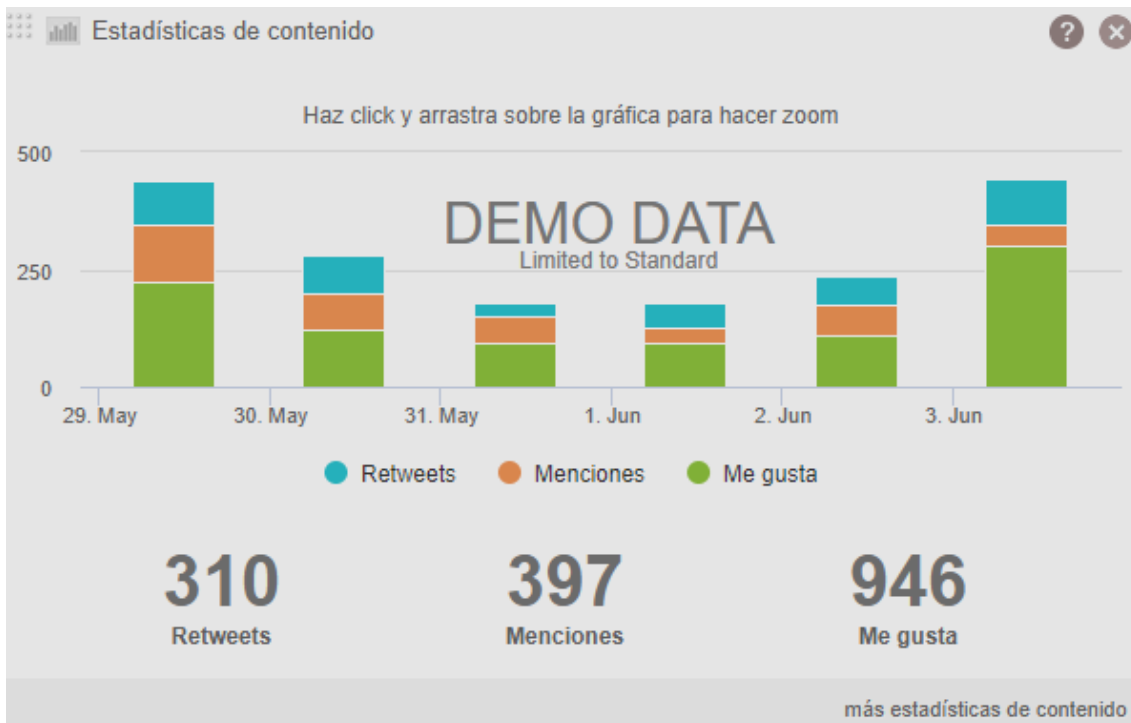 Estadísticas de contenido
?
Haz click y arrastra sobre la gráfica para hacer zoom
500
DEMO DATA
Limited to Standard
250
0
29. May 30. May 31. May 1. Jun 2. Jun 3. Jun
Retweets Menciones Me gusta
310 397 946
Retweets Menciones Me gusta
más estadísticas de contenido